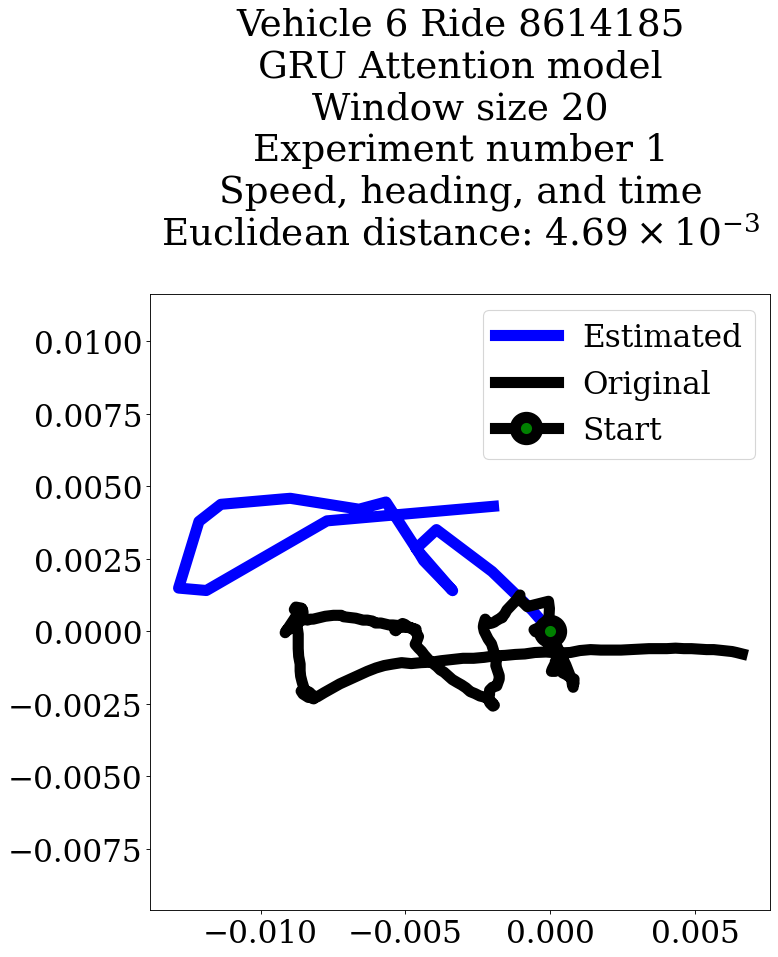 Vehicle 6 Ride 8614185
GRU Attention model
Window size 20
Experiment number 1
Speed, heading, and time
Euclidean distance: 4.69 × 10⁻³
Estimated
Original
Start
0.0100
0.0075
0.0050
0.0025
0.0000
−0.0025
−0.0050
−0.0075
−0.010 −0.005 0.000 0.005